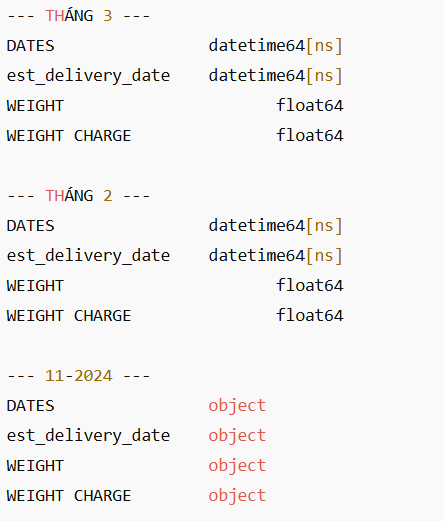 --- THÁNG 3 ---
DATES datetime64[ns]
est_delivery_date datetime64[ns]
WEIGHT float64
WEIGHT CHARGE float64
--- THÁNG 2 ---
DATES datetime64[ns]
est_delivery_date datetime64[ns]
WEIGHT float64
WEIGHT CHARGE float64
--- 11-2024 ---
DATES object
est_delivery_date object
WEIGHT object
WEIGHT CHARGE object